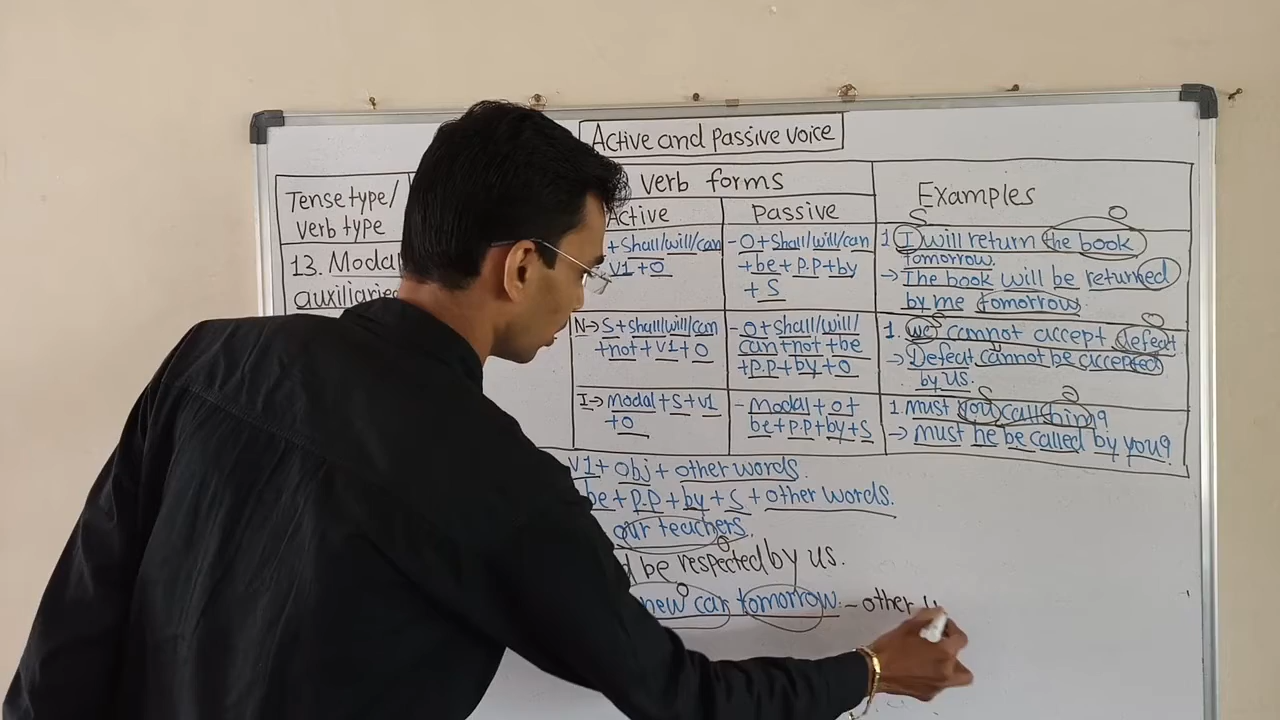 Active and Passive voice
Tense type/
verb type
verb forms
Examples
Active
Passive
13. Modal
auxiliaries
+ Shall/will/can
V1+O
- O+Shall/will/can
+be+P.P+by
+ S
S
O
1 I will return the book
tomorrow.
→ The book will be returned
by me tomorrow.
N→ S+Shall/will/can
+not+V1+O
- O+Shall/will/
can+not+be
+P.P+by+O
S
O
1. we cannot accept defeat
→ Defeat cannot be accepted
by us.
I→ Modal+S+V1
+O
- Modal+O+
be+P.P+by+S
S
O
1 Must you call him?
→ Must he be called by you?
V1+ obj + other words.
be+P.P+by+S+other words.
our teachers.
O
be respected by us.
O
new car tomorrow. - other